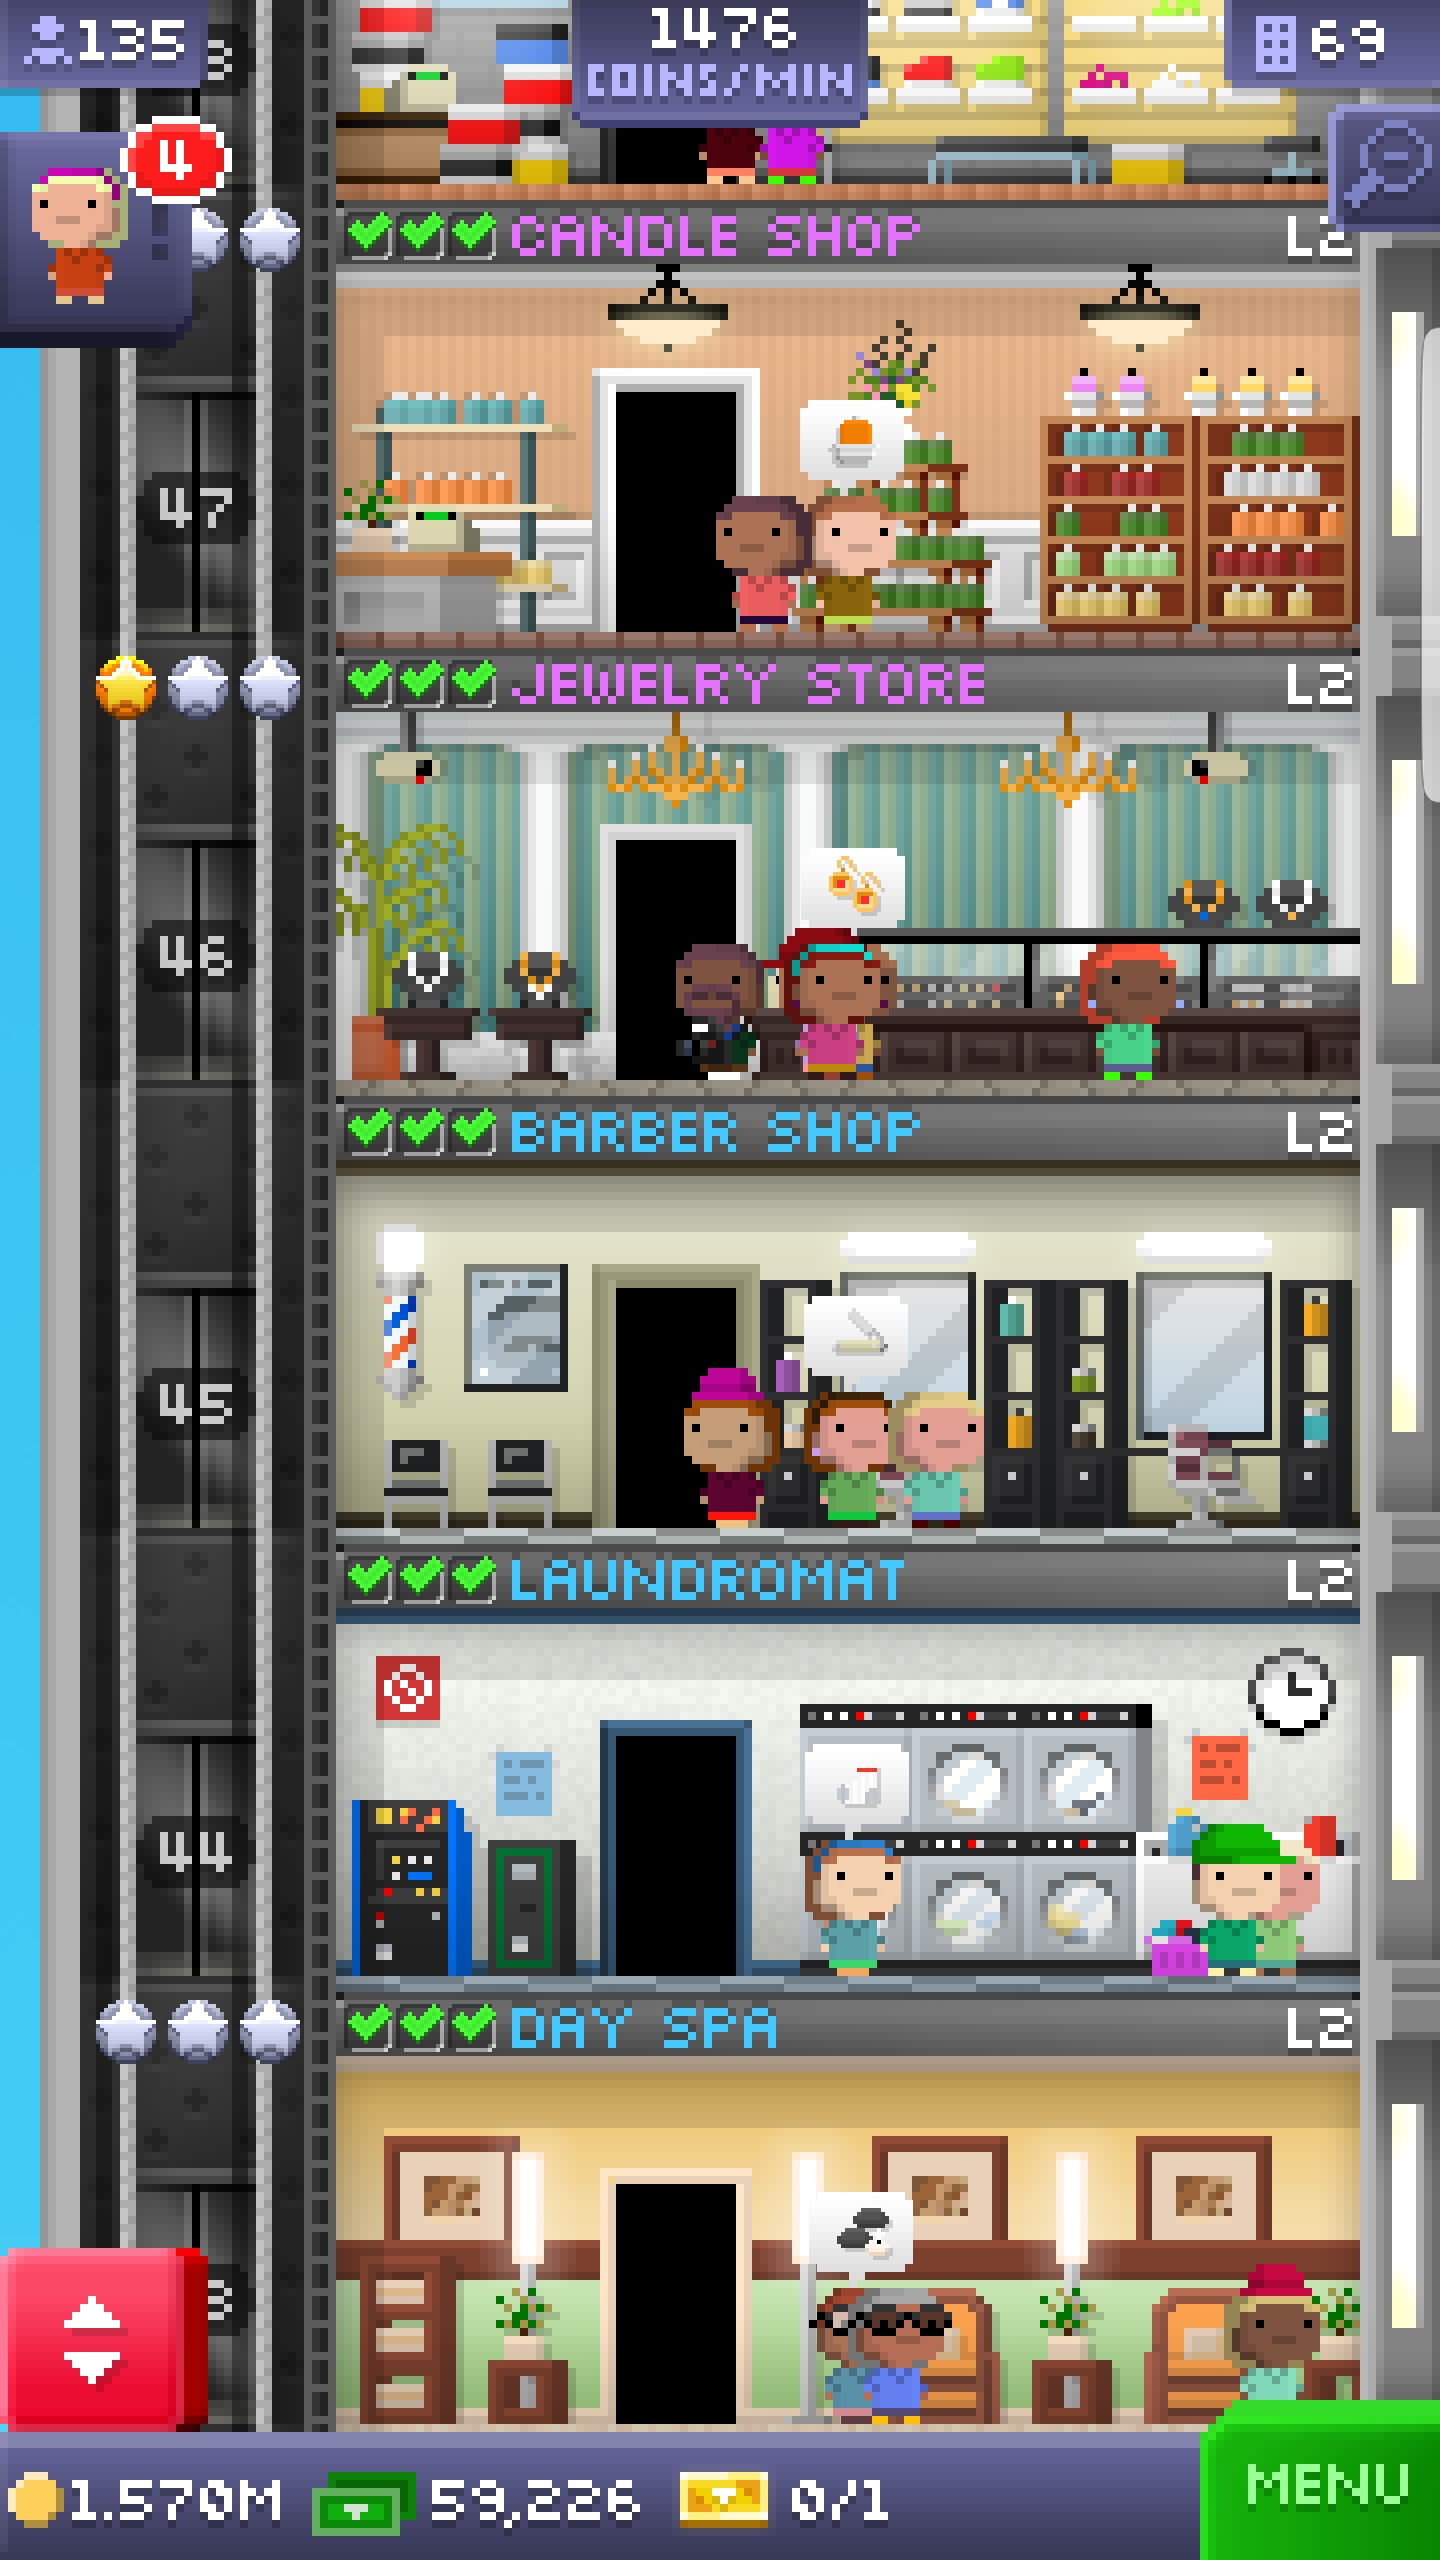 135
1476
COINS/MIN
69
4
CANDLE SHOP L2
47
JEWELRY STORE L2
46
BARBER SHOP L2
45
LAUNDROMAT L2
44
DAY SPA L2
1.570M 59,226 0/1
MENU